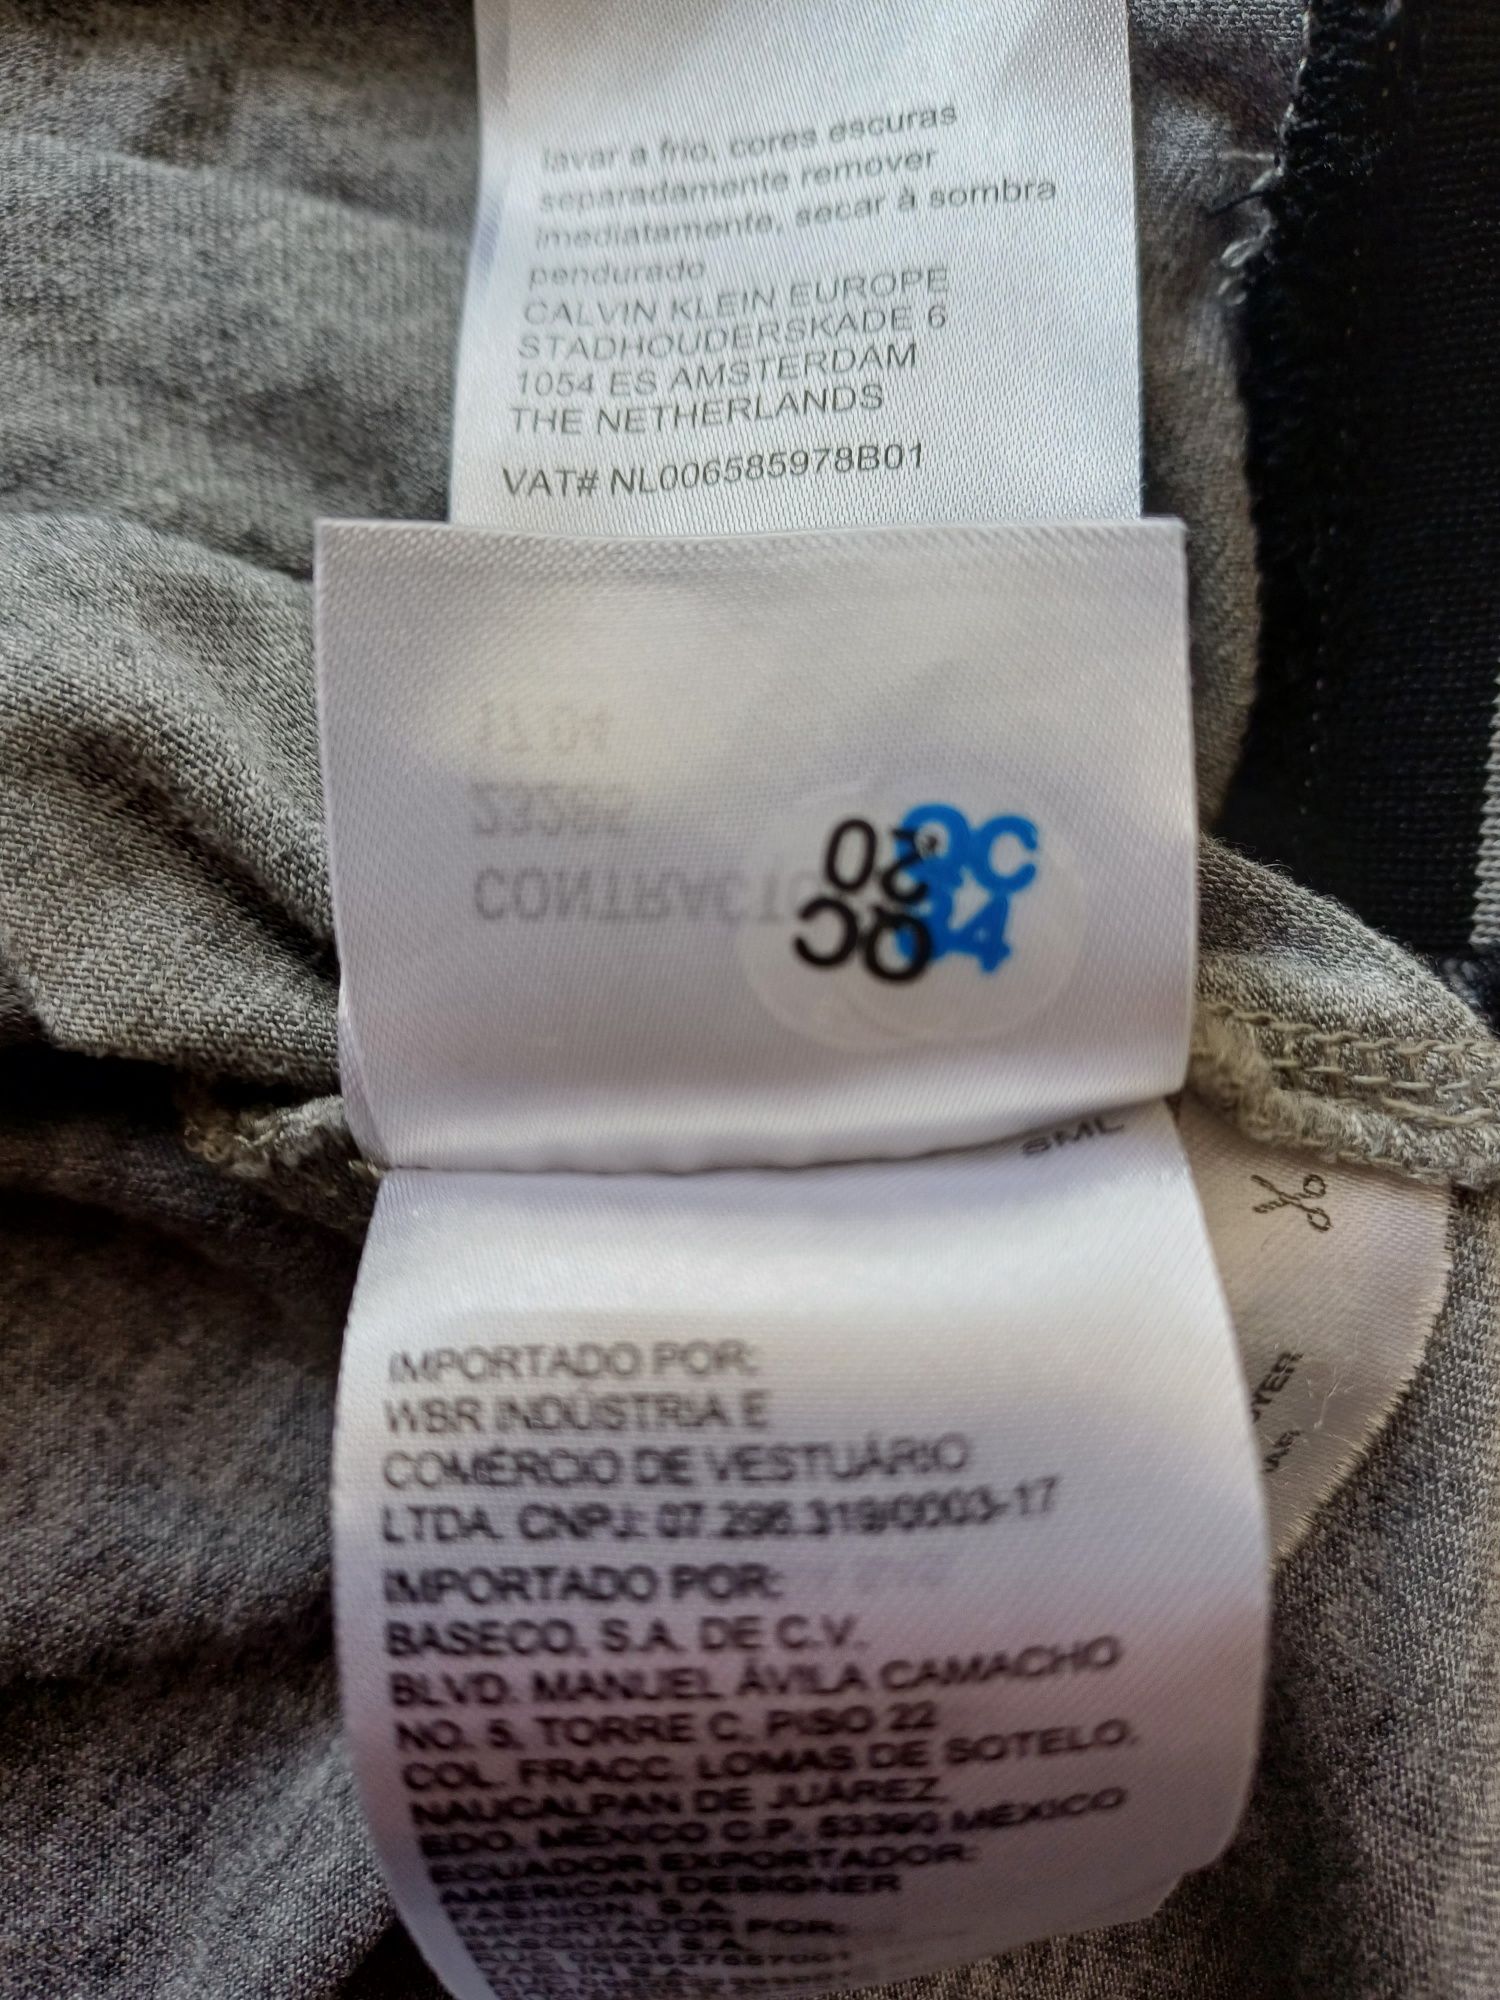 lavar a frio, cores escuras
separadamente remover
imediatamente, secar à sombra
pendurado
CALVIN KLEIN EUROPE
STADHOUDERSKADE 6
1054 ES AMSTERDAM
THE NETHERLANDS
VAT# NL006585978B01
QC
20
QC
34
SML
IMPORTADO POR:
WBR INDÚSTRIA E
COMÉRCIO DE VESTUÁRIO
LTDA. CNPJ: 07.296.319/0003-17
IMPORTADO POR:
BASECO, S.A. DE C.V.
BLVD. MANUEL ÁVILA CAMACHO
NO. 5, TORRE C, PISO 22
COL. FRACC. LOMAS DE SOTELO,
NAUCALPAN DE JUÁREZ,
EDO. MÉXICO C.P. 53390 MEXICO
ECUADOR EXPORTADOR:
AMERICAN DESIGNER
FASHION, S.A.
IMPORTADOR POR: